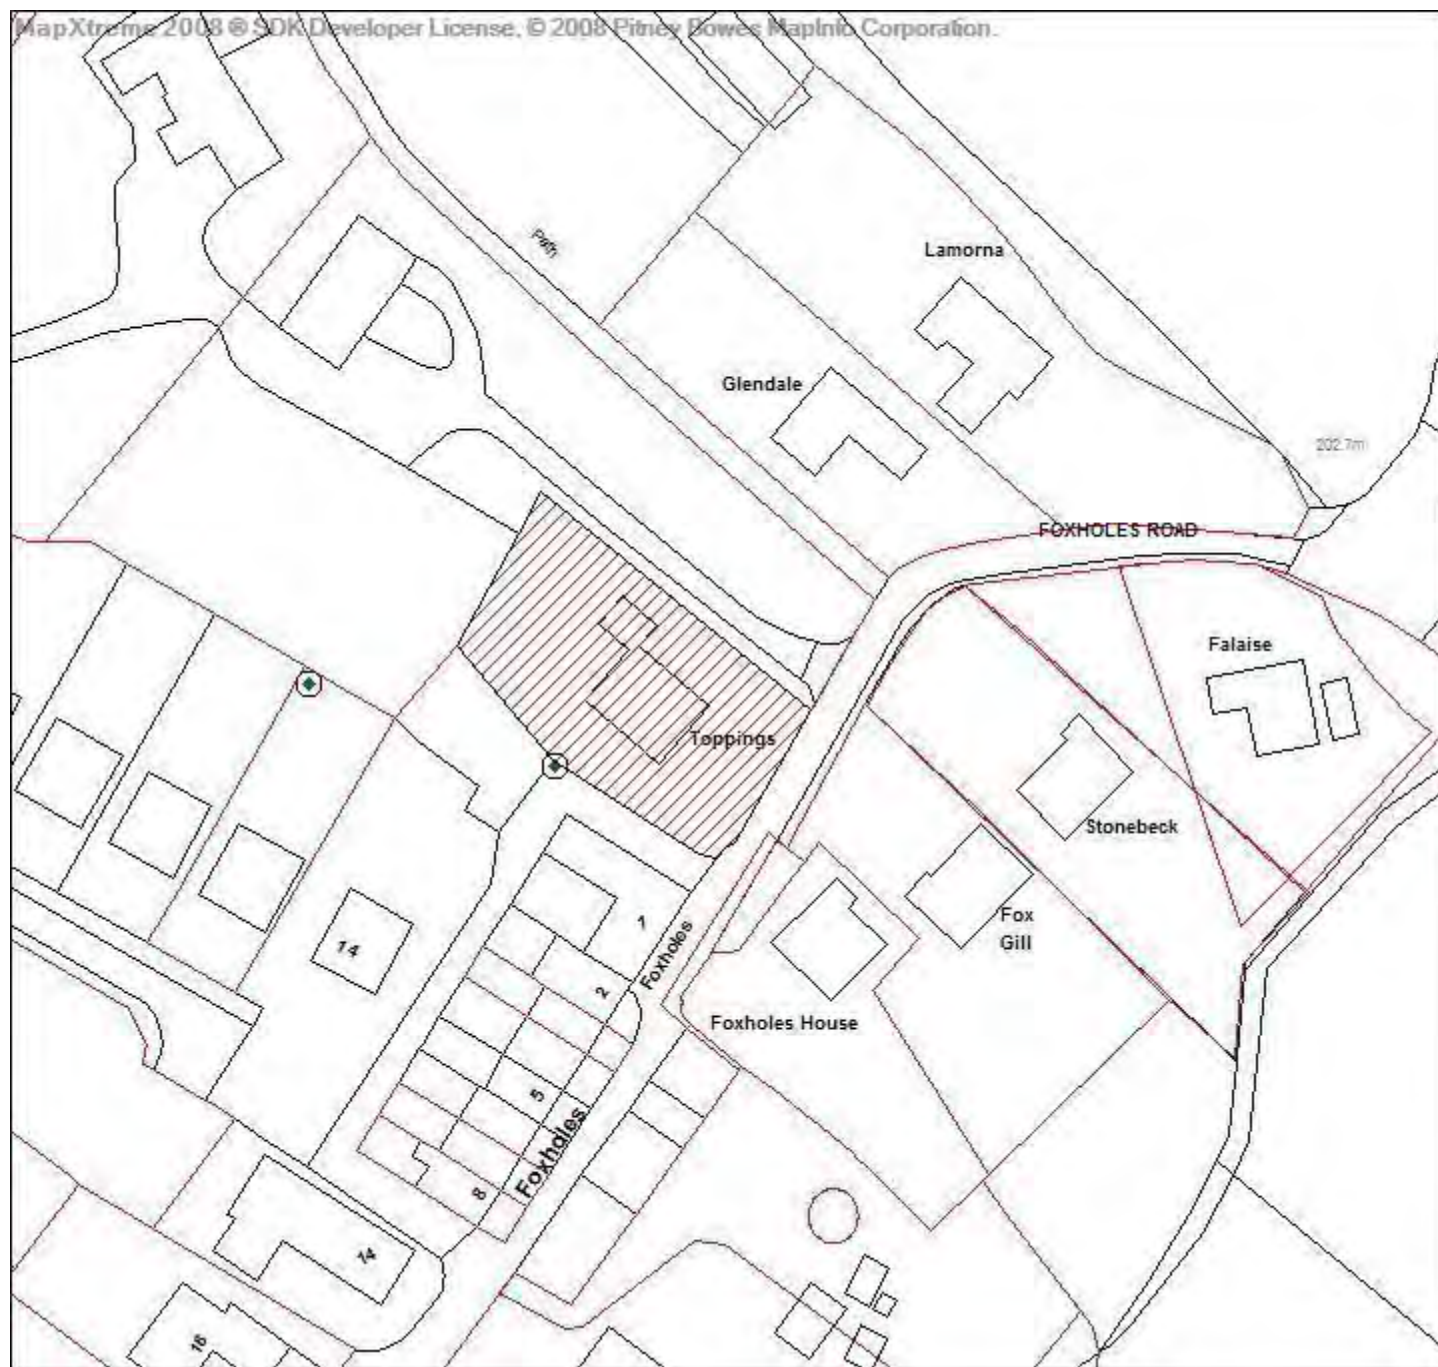 MapXtreme 2008 ® SDK Developer License. © 2008 Pitney Bowes MapInfo Corporation.
Path
Lamorna
Glendale
202.7m
FOXHOLES ROAD
Falaise
Toppings
Stonebeck
1
Fox
Gill
14
Foxholes
2
Foxholes House
5
Foxholes
8
14
16